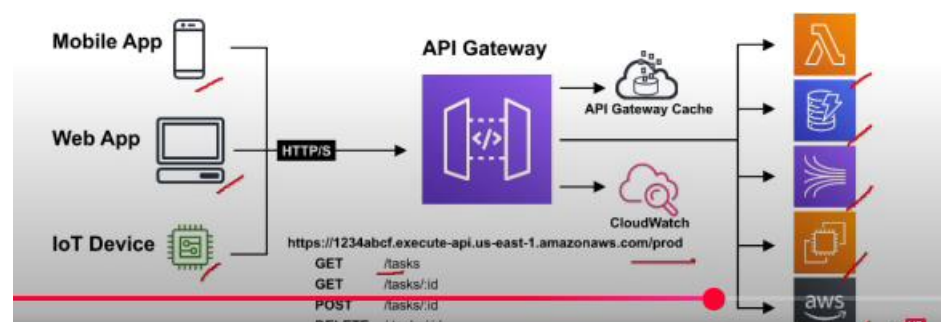 Mobile App
API Gateway
API Gateway Cache
Web App
HTTP/S
CloudWatch
IoT Device
https://1234abcf.execute-api.us-east-1.amazonaws.com/prod
GET /tasks
GET /tasks/:id
POST /tasks/:id
aws